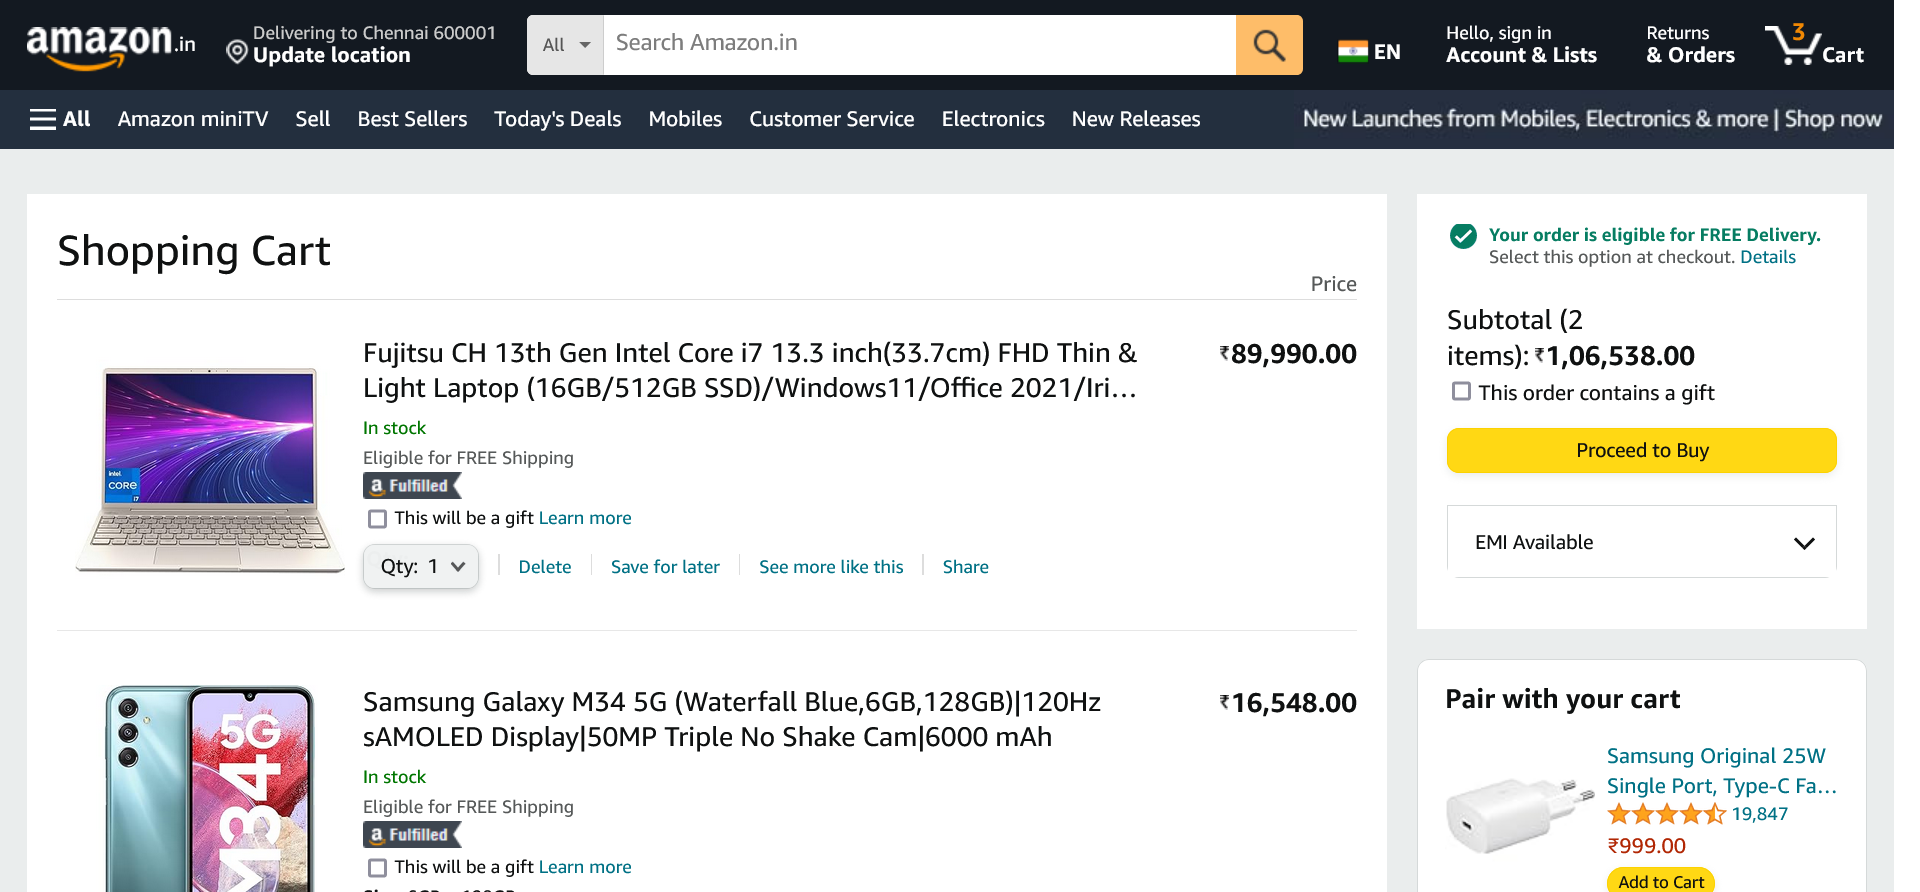 amazon.in
Delivering to Chennai 600001
Update location
All
Search Amazon.in
EN
Hello, sign in
Account & Lists
Returns
& Orders
3
Cart
All
Amazon miniTV
Sell
Best Sellers
Today's Deals
Mobiles
Customer Service
Electronics
New Releases
New Launches from Mobiles, Electronics & more | Shop now
Shopping Cart
Price
Fujitsu CH 13th Gen Intel Core i7 13.3 inch(33.7cm) FHD Thin &
Light Laptop (16GB/512GB SSD)/Windows11/Office 2021/Iri…
₹89,990.00
In stock
Eligible for FREE Shipping
a Fulfilled
This will be a gift Learn more
Qty: 1
Delete
Save for later
See more like this
Share
intel
CORE
i7
Samsung Galaxy M34 5G (Waterfall Blue,6GB,128GB)|120Hz
sAMOLED Display|50MP Triple No Shake Cam|6000 mAh
₹16,548.00
In stock
Eligible for FREE Shipping
a Fulfilled
This will be a gift Learn more
5G
M34
Your order is eligible for FREE Delivery.
Select this option at checkout. Details
Subtotal (2
items): ₹1,06,538.00
This order contains a gift
Proceed to Buy
EMI Available
Pair with your cart
Samsung Original 25W
Single Port, Type-C Fa…
19,847
₹999.00
Add to Cart